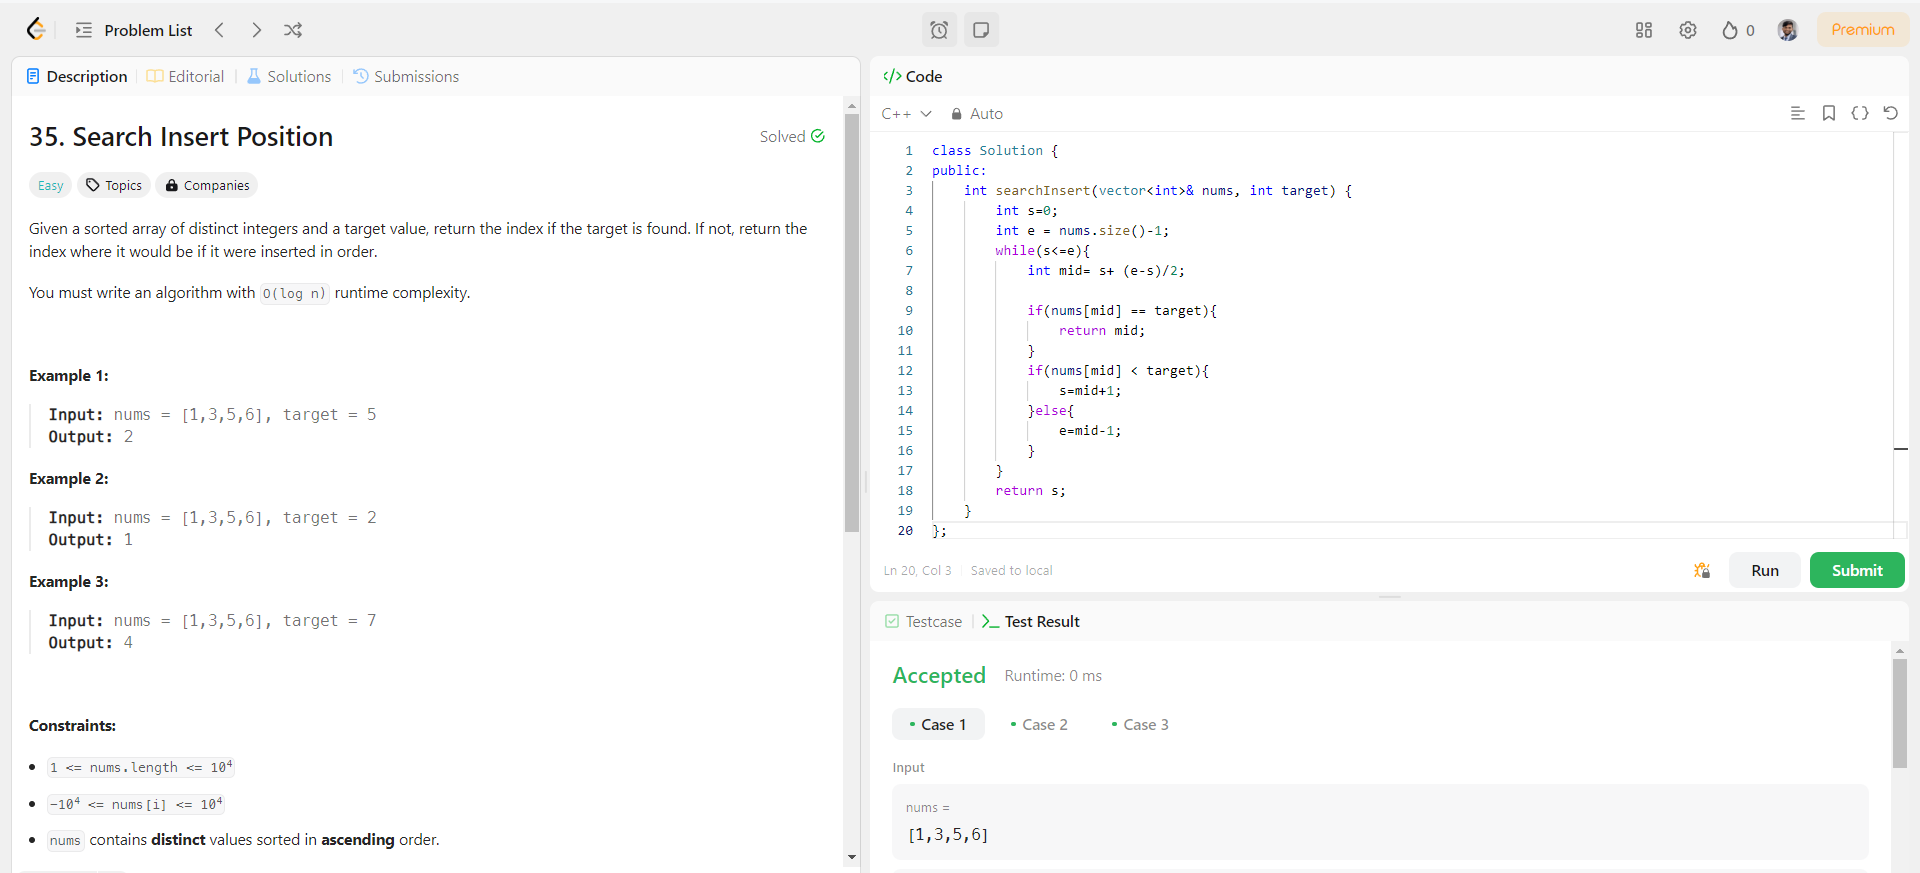 Problem List
0
Premium
Description
Editorial
Solutions
Submissions
35. Search Insert Position
Solved
Easy
Topics
Companies
Given a sorted array of distinct integers and a target value, return the index if the target is found. If not, return the
index where it would be if it were inserted in order.
You must write an algorithm with O(log n) runtime complexity.
Example 1:
Input: nums = [1,3,5,6], target = 5
Output: 2
Example 2:
Input: nums = [1,3,5,6], target = 2
Output: 1
Example 3:
Input: nums = [1,3,5,6], target = 7
Output: 4
Constraints:
1 <= nums.length <= 10⁴
-10⁴ <= nums[i] <= 10⁴
nums contains distinct values sorted in ascending order.
</> Code
C++
Auto
1 class Solution {
2 public:
3     int searchInsert(vector<int>& nums, int target) {
4         int s=0;
5         int e = nums.size()-1;
6         while(s<=e){
7             int mid= s+ (e-s)/2;
8
9             if(nums[mid] == target){
10                 return mid;
11             }
12             if(nums[mid] < target){
13                 s=mid+1;
14             }else{
15                 e=mid-1;
16             }
17         }
18         return s;
19     }
20 };
Ln 20, Col 3
Saved to local
Run
Submit
Testcase
Test Result
Accepted
Runtime: 0 ms
Case 1
Case 2
Case 3
Input
nums =
[1,3,5,6]